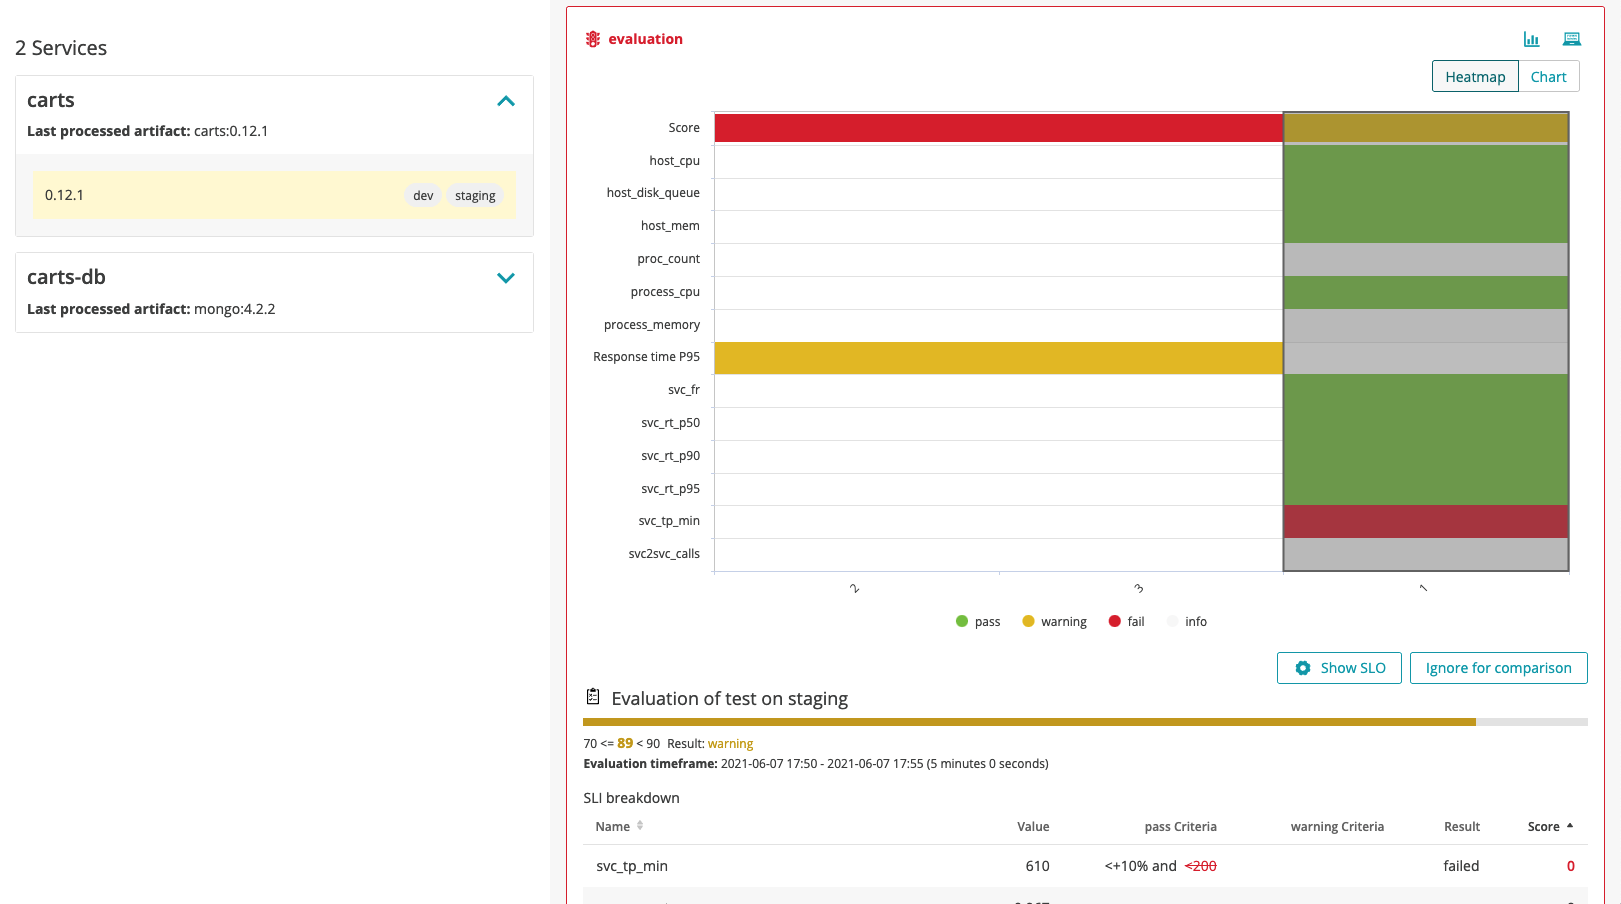 2 Services
carts
Last processed artifact: carts:0.12.1
0.12.1 dev staging
carts-db
Last processed artifact: mongo:4.2.2
evaluation
Heatmap Chart
Score
host_cpu
host_disk_queue
host_mem
proc_count
process_cpu
process_memory
Response time P95
svc_fr
svc_rt_p50
svc_rt_p90
svc_rt_p95
svc_tp_min
svc2svc_calls
2 3 1
pass warning fail info
Show SLO Ignore for comparison
Evaluation of test on staging
70 <= 89 < 90 Result: warning
Evaluation timeframe: 2021-06-07 17:50 - 2021-06-07 17:55 (5 minutes 0 seconds)
SLI breakdown
Name Value pass Criteria warning Criteria Result Score
svc_tp_min 610 <+10% and <200 failed 0